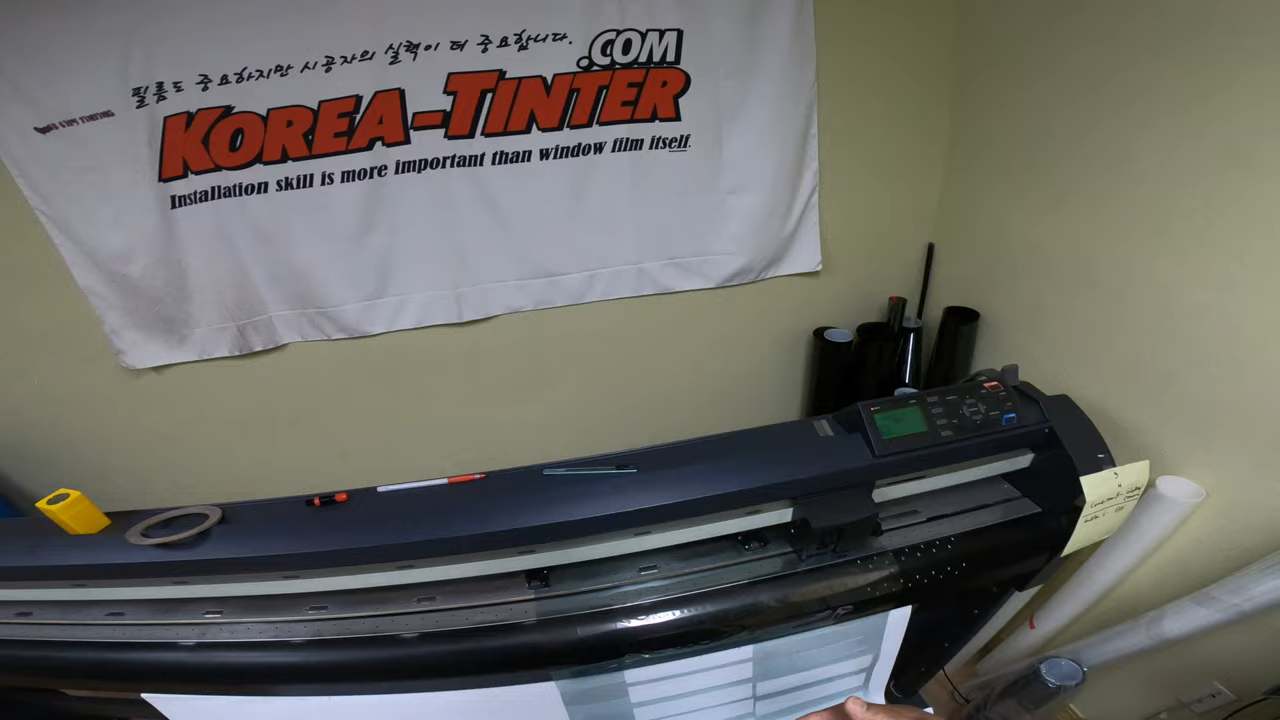 필름도 중요하지만 시공자의 실력이 더 중요합니다.
.COM
KOREA-TINTER
Installation skill is more important than window film itself.